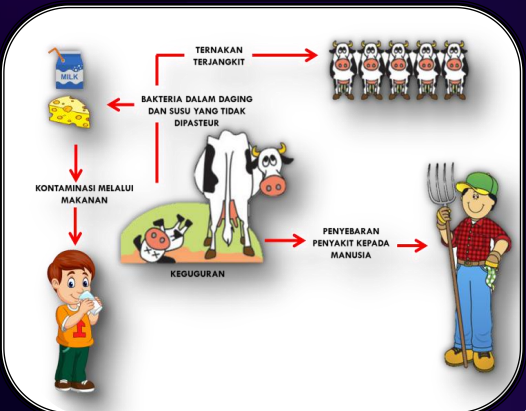 TERNAKAN
TERJANGKIT
MILK
BAKTERIA DALAM DAGING
DAN SUSU YANG TIDAK
DIPASTEUR
KONTAMINASI MELALUI
MAKANAN
PENYEBARAN
PENYAKIT KEPADA
MANUSIA
KEGUGURAN